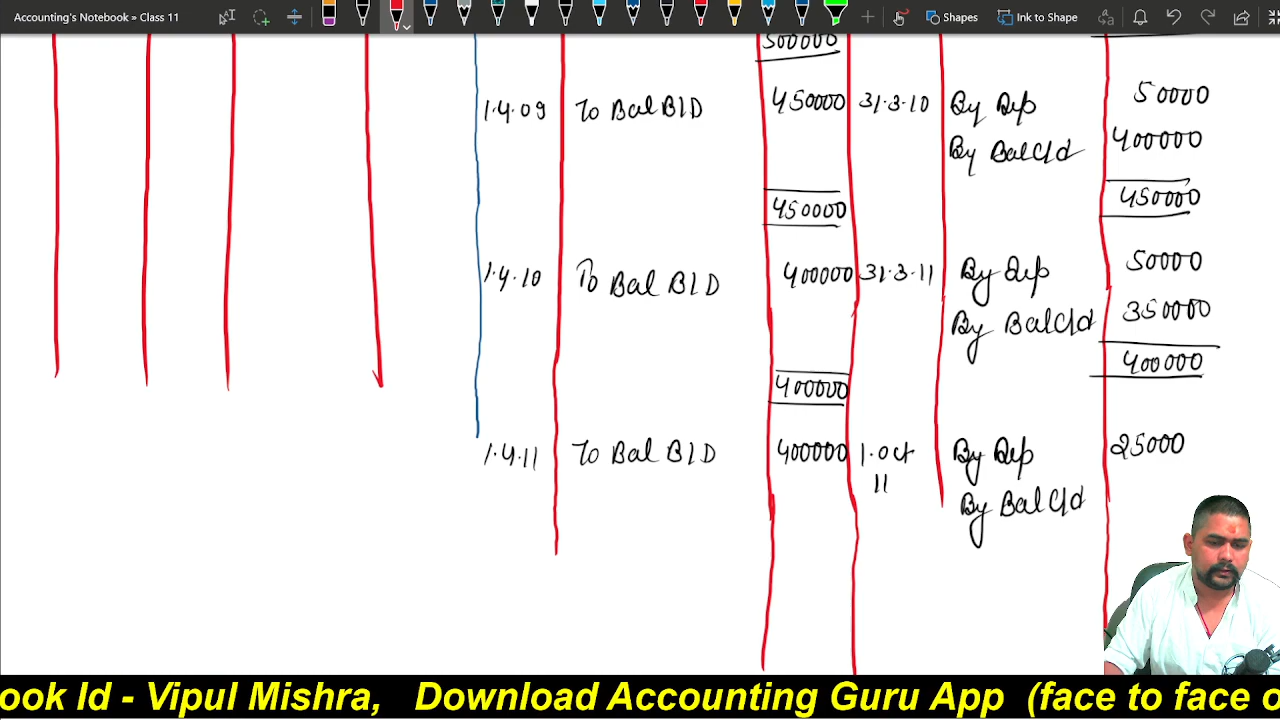 Accounting's Notebook » Class 11
Shapes
Ink to Shape
500000
1.4.09 To Bal B/D 450000 31.3.10 By Dep 50000
By Bal C/d 400000
450000 450000
1.4.10 To Bal B/D 400000 31.3.11 By Dep 50000
By Bal C/d 350000
400000 400000
1.4.11 To Bal B/D 400000 1.Oct 11 By Dep 25000
By Bal C/d
ook Id - Vipul Mishra, Download Accounting Guru App (face to face o